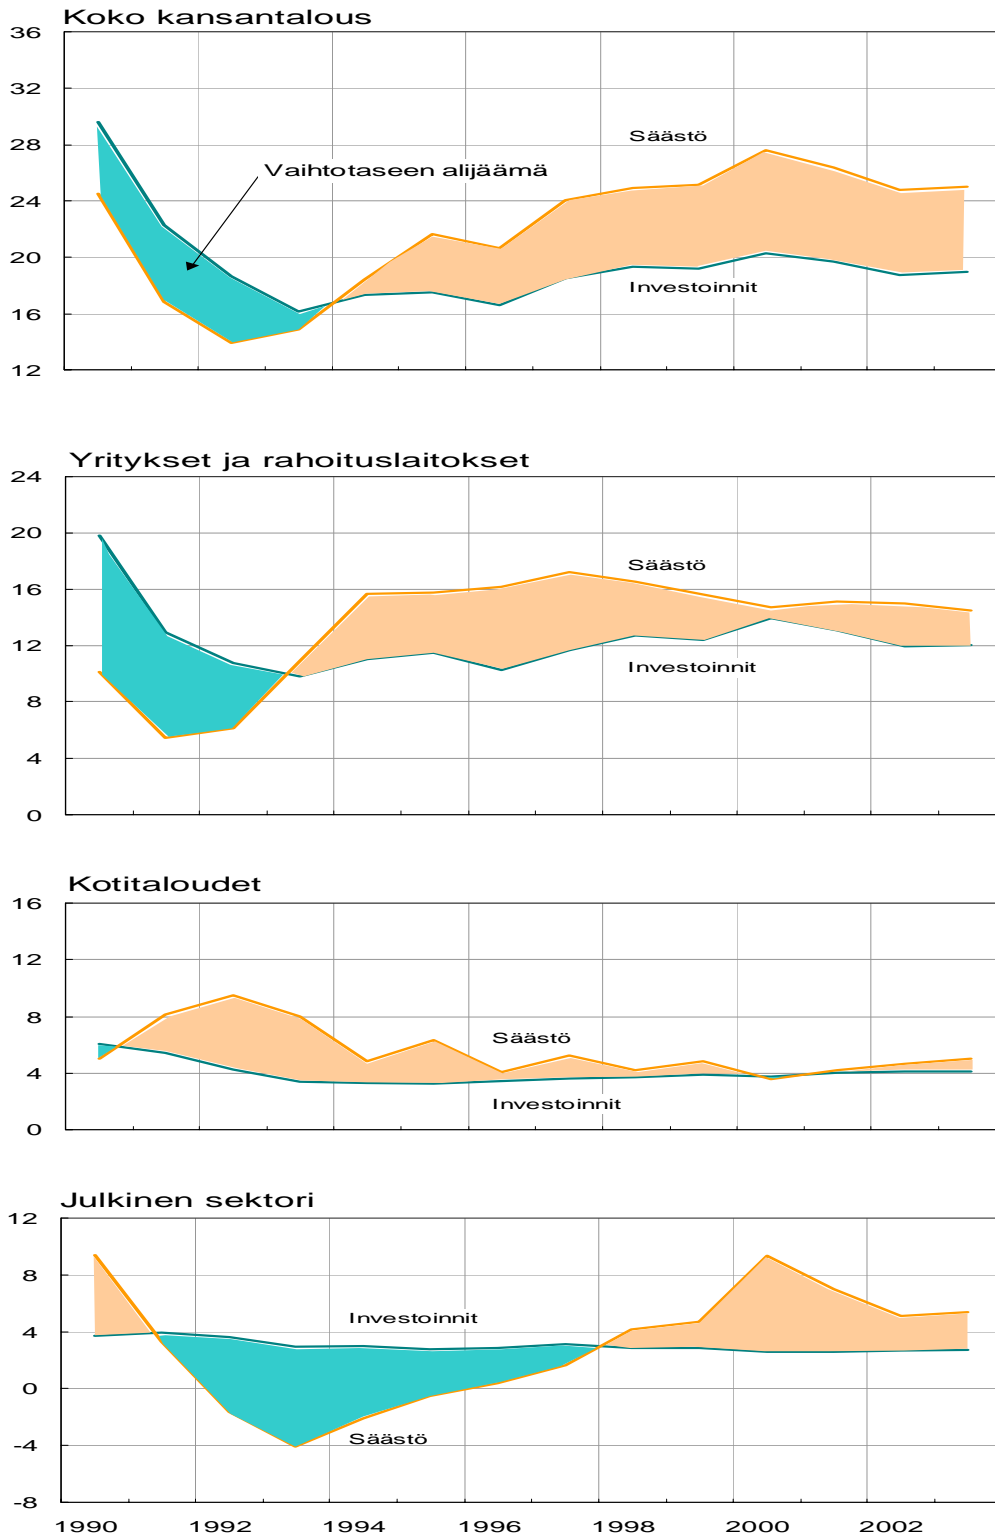 Koko kansantalous
36
32
28
24
20
16
12
Säästö
Vaihtotaseen alijäämä
Investoinnit
Yritykset ja rahoituslaitokset
24
20
16
12
8
4
0
Säästö
Investoinnit
Kotitaloudet
16
12
8
4
0
Säästö
Investoinnit
Julkinen sektori
12
8
4
0
-4
-8
Investoinnit
Säästö
1990 1992 1994 1996 1998 2000 2002